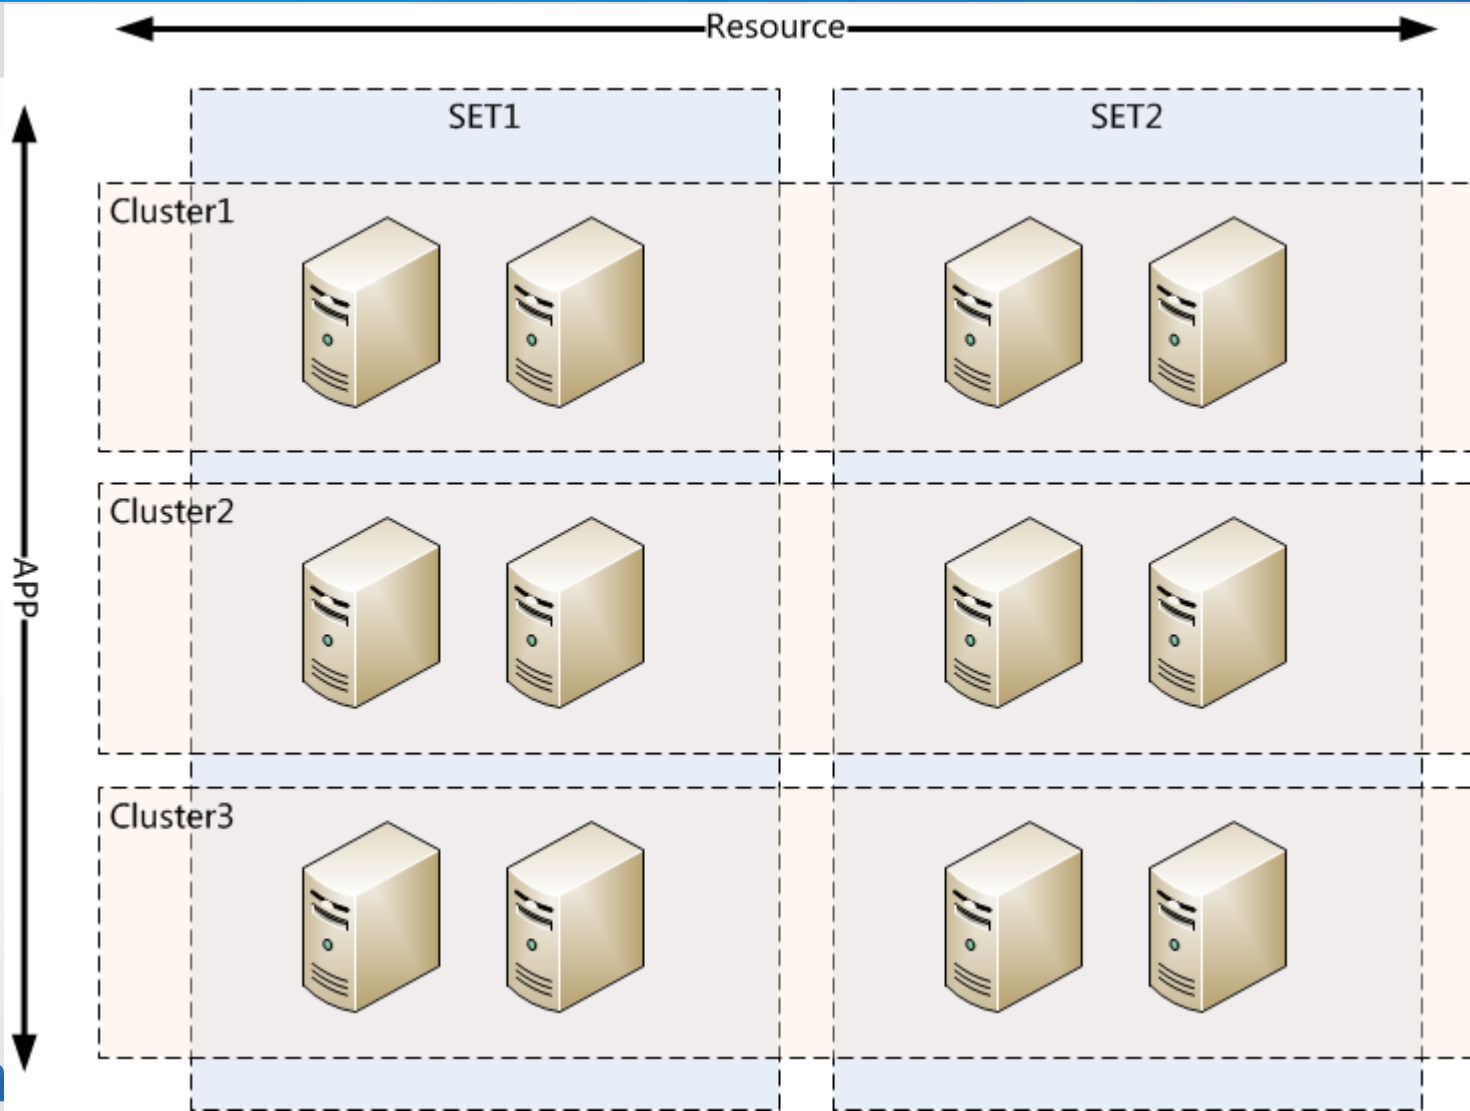 Resource
SET1
SET2
Cluster1
Cluster2
APP
Cluster3